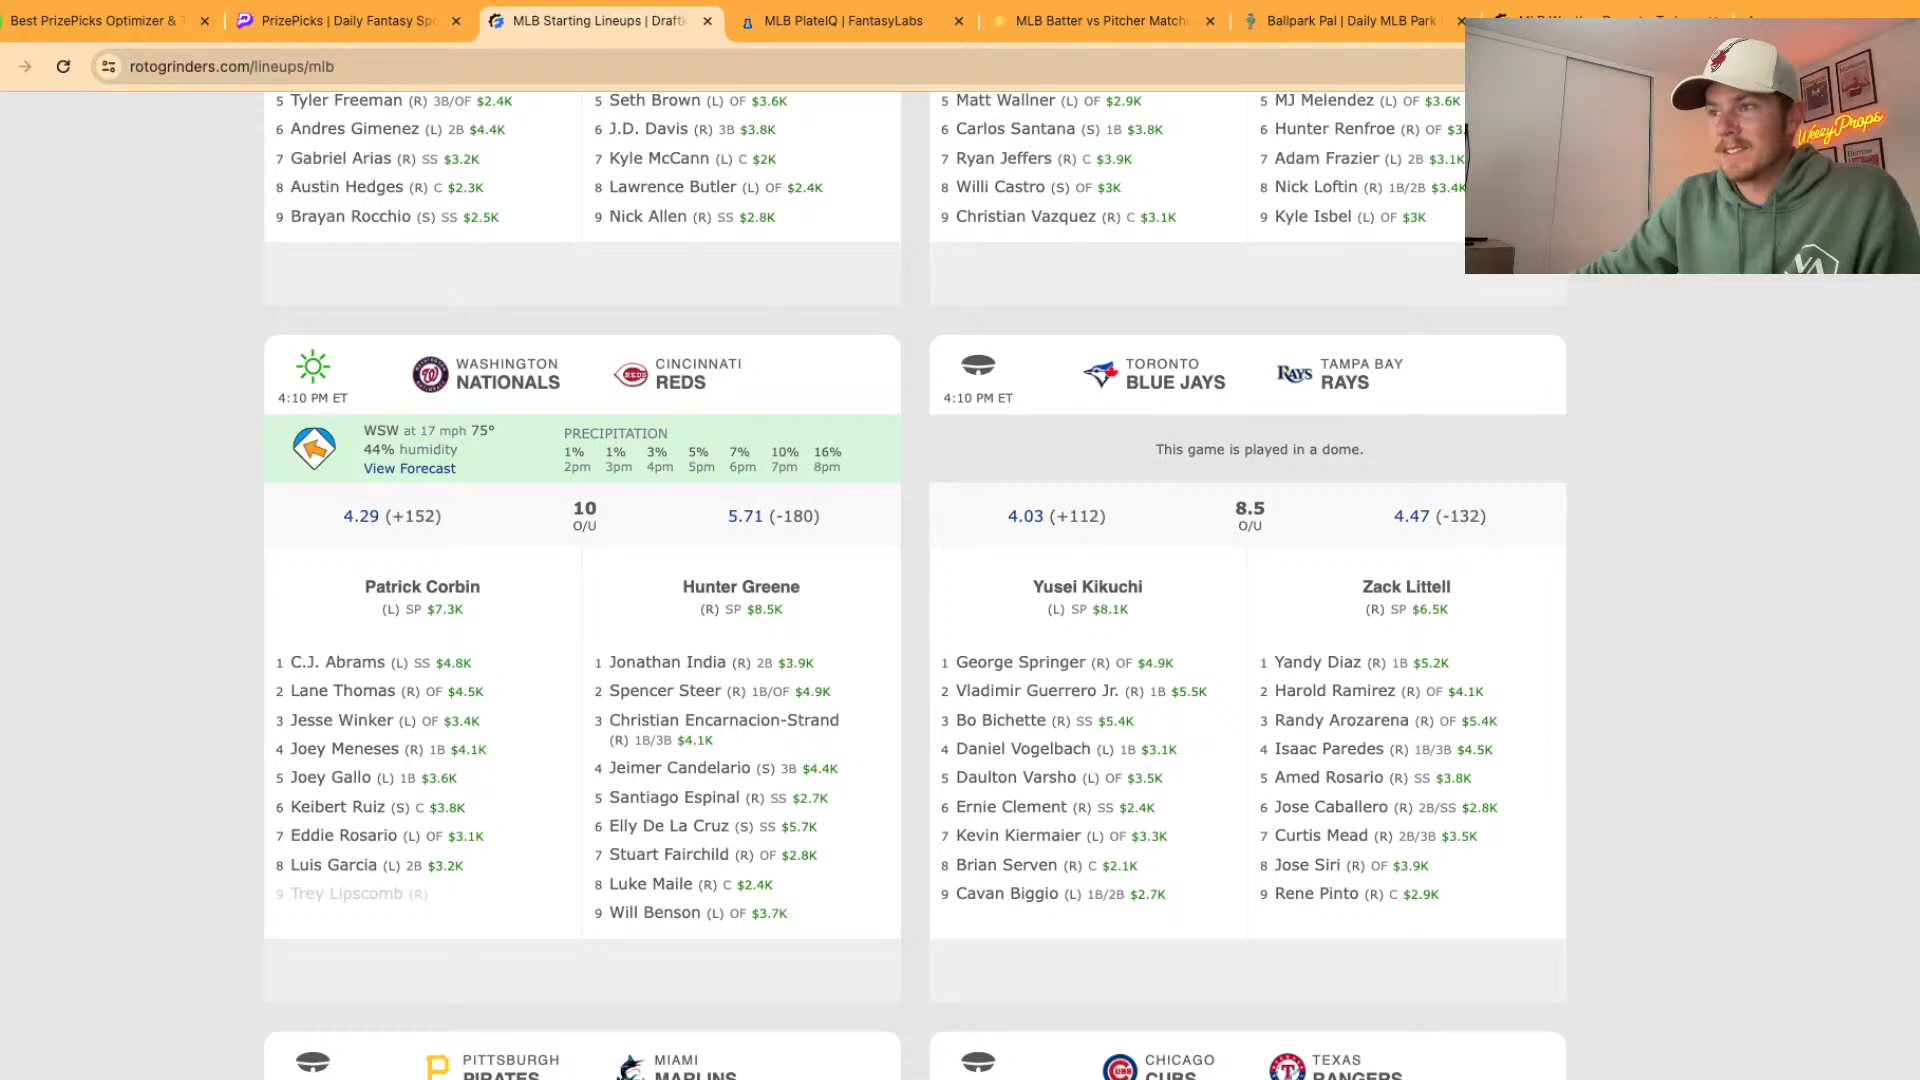 Best PrizePicks Optimizer &
PrizePicks | Daily Fantasy Spo
MLB Starting Lineups | Draftk
MLB PlateIQ | FantasyLabs
MLB Batter vs Pitcher Match
Ballpark Pal | Daily MLB Park
rotogrinders.com/lineups/mlb
WeezyProps
5 Tyler Freeman (R) 3B/OF $2.4K
6 Andres Gimenez (L) 2B $4.4K
7 Gabriel Arias (R) SS $3.2K
8 Austin Hedges (R) C $2.3K
9 Brayan Rocchio (S) SS $2.5K
5 Seth Brown (L) OF $3.6K
6 J.D. Davis (R) 3B $3.8K
7 Kyle McCann (L) C $2K
8 Lawrence Butler (L) OF $2.4K
9 Nick Allen (R) SS $2.8K
5 Matt Wallner (L) OF $2.9K
6 Carlos Santana (S) 1B $3.8K
7 Ryan Jeffers (R) C $3.9K
8 Willi Castro (S) OF $3K
9 Christian Vazquez (R) C $3.1K
5 MJ Melendez (L) OF $3.6K
6 Hunter Renfroe (R) OF $3.
7 Adam Frazier (L) 2B $3.1K
8 Nick Loftin (R) 1B/2B $3.4K
9 Kyle Isbel (L) OF $3K
4:10 PM ET
WASHINGTON
NATIONALS
CINCINNATI
REDS
WSW at 17 mph 75°
44% humidity
View Forecast
PRECIPITATION
1% 1% 3% 5% 7% 10% 16%
2pm 3pm 4pm 5pm 6pm 7pm 8pm
4.29 (+152)
10
O/U
5.71 (-180)
Patrick Corbin
(L) SP $7.3K
1 C.J. Abrams (L) SS $4.8K
2 Lane Thomas (R) OF $4.5K
3 Jesse Winker (L) OF $3.4K
4 Joey Meneses (R) 1B $4.1K
5 Joey Gallo (L) 1B $3.6K
6 Keibert Ruiz (S) C $3.8K
7 Eddie Rosario (L) OF $3.1K
8 Luis Garcia (L) 2B $3.2K
9 Trey Lipscomb (R)
Hunter Greene
(R) SP $8.5K
1 Jonathan India (R) 2B $3.9K
2 Spencer Steer (R) 1B/OF $4.9K
3 Christian Encarnacion-Strand
(R) 1B/3B $4.1K
4 Jeimer Candelario (S) 3B $4.4K
5 Santiago Espinal (R) SS $2.7K
6 Elly De La Cruz (S) SS $5.7K
7 Stuart Fairchild (R) OF $2.8K
8 Luke Maile (R) C $2.4K
9 Will Benson (L) OF $3.7K
4:10 PM ET
TORONTO
BLUE JAYS
RAYS
TAMPA BAY
RAYS
This game is played in a dome.
4.03 (+112)
8.5
O/U
4.47 (-132)
Yusei Kikuchi
(L) SP $8.1K
1 George Springer (R) OF $4.9K
2 Vladimir Guerrero Jr. (R) 1B $5.5K
3 Bo Bichette (R) SS $5.4K
4 Daniel Vogelbach (L) 1B $3.1K
5 Daulton Varsho (L) OF $3.5K
6 Ernie Clement (R) SS $2.4K
7 Kevin Kiermaier (L) OF $3.3K
8 Brian Serven (R) C $2.1K
9 Cavan Biggio (L) 1B/2B $2.7K
Zack Littell
(R) SP $6.5K
1 Yandy Diaz (R) 1B $5.2K
2 Harold Ramirez (R) OF $4.1K
3 Randy Arozarena (R) OF $5.4K
4 Isaac Paredes (R) 1B/3B $4.5K
5 Amed Rosario (R) SS $3.8K
6 Jose Caballero (R) 2B/SS $2.8K
7 Curtis Mead (R) 2B/3B $3.5K
8 Jose Siri (R) OF $3.9K
9 Rene Pinto (R) C $2.9K
PITTSBURGH
PIRATES
MIAMI
MARLINS
CHICAGO
CUBS
TEXAS
RANGERS